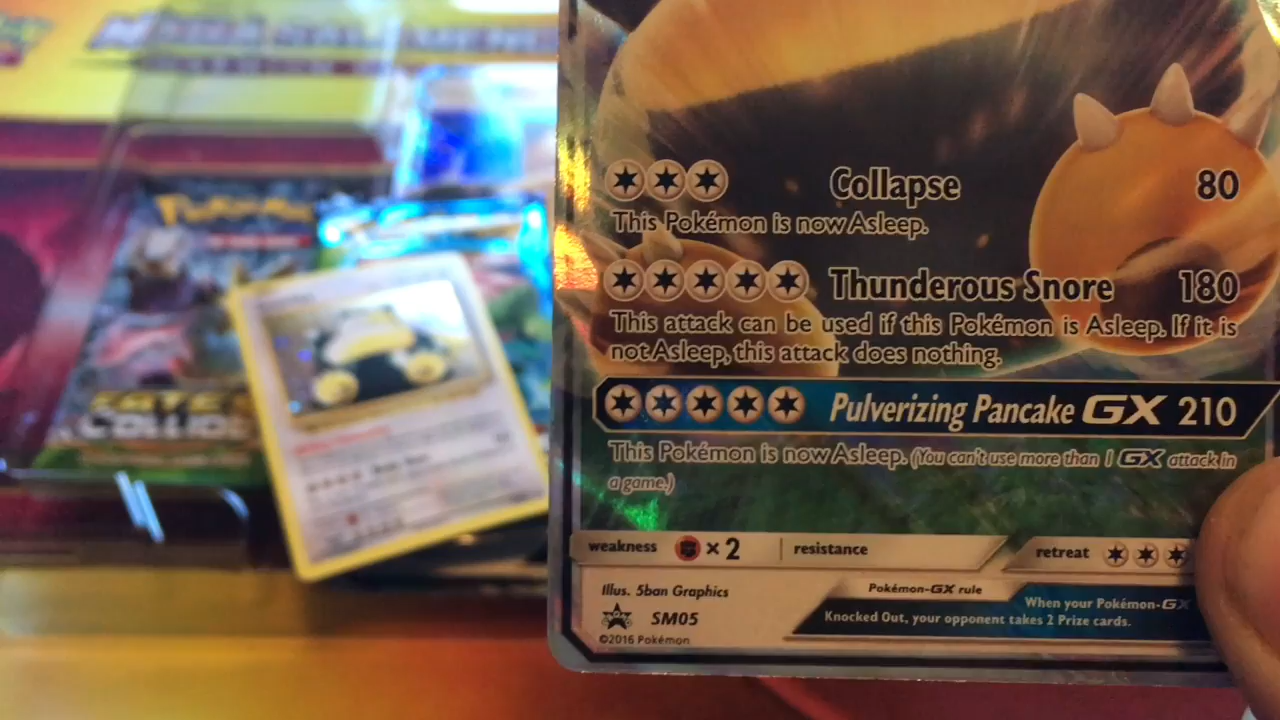 Pokémon
FATES
COLLIDE
Collapse 80
This Pokémon is now Asleep.
Thunderous Snore 180
This attack can be used if this Pokémon is Asleep. If it is
not Asleep, this attack does nothing.
Pulverizing Pancake GX 210
This Pokémon is now Asleep. (You can't use more than 1 GX attack in
a game.)
weakness ×2 resistance retreat
Illus. 5ban Graphics
SM05
©2016 Pokémon
Pokémon-GX rule
When your Pokémon-GX
Knocked Out, your opponent takes 2 Prize cards.